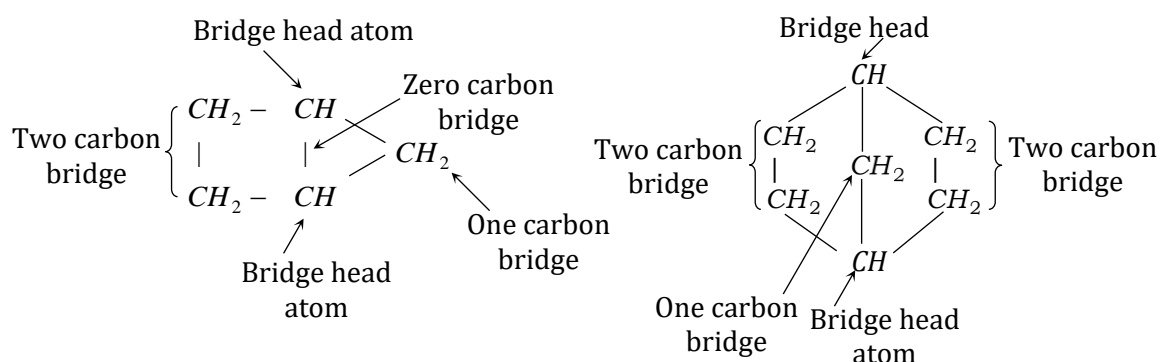 Bridge head atom
Zero carbon
bridge
CH₂ – CH
Two carbon
bridge
| |
CH₂
CH₂ – CH
One carbon
bridge
Bridge head
atom
Bridge head
CH
CH₂ CH₂
Two carbon
bridge
| |
CH₂
Two carbon
bridge
CH₂ CH₂
CH
One carbon
bridge
Bridge head
atom